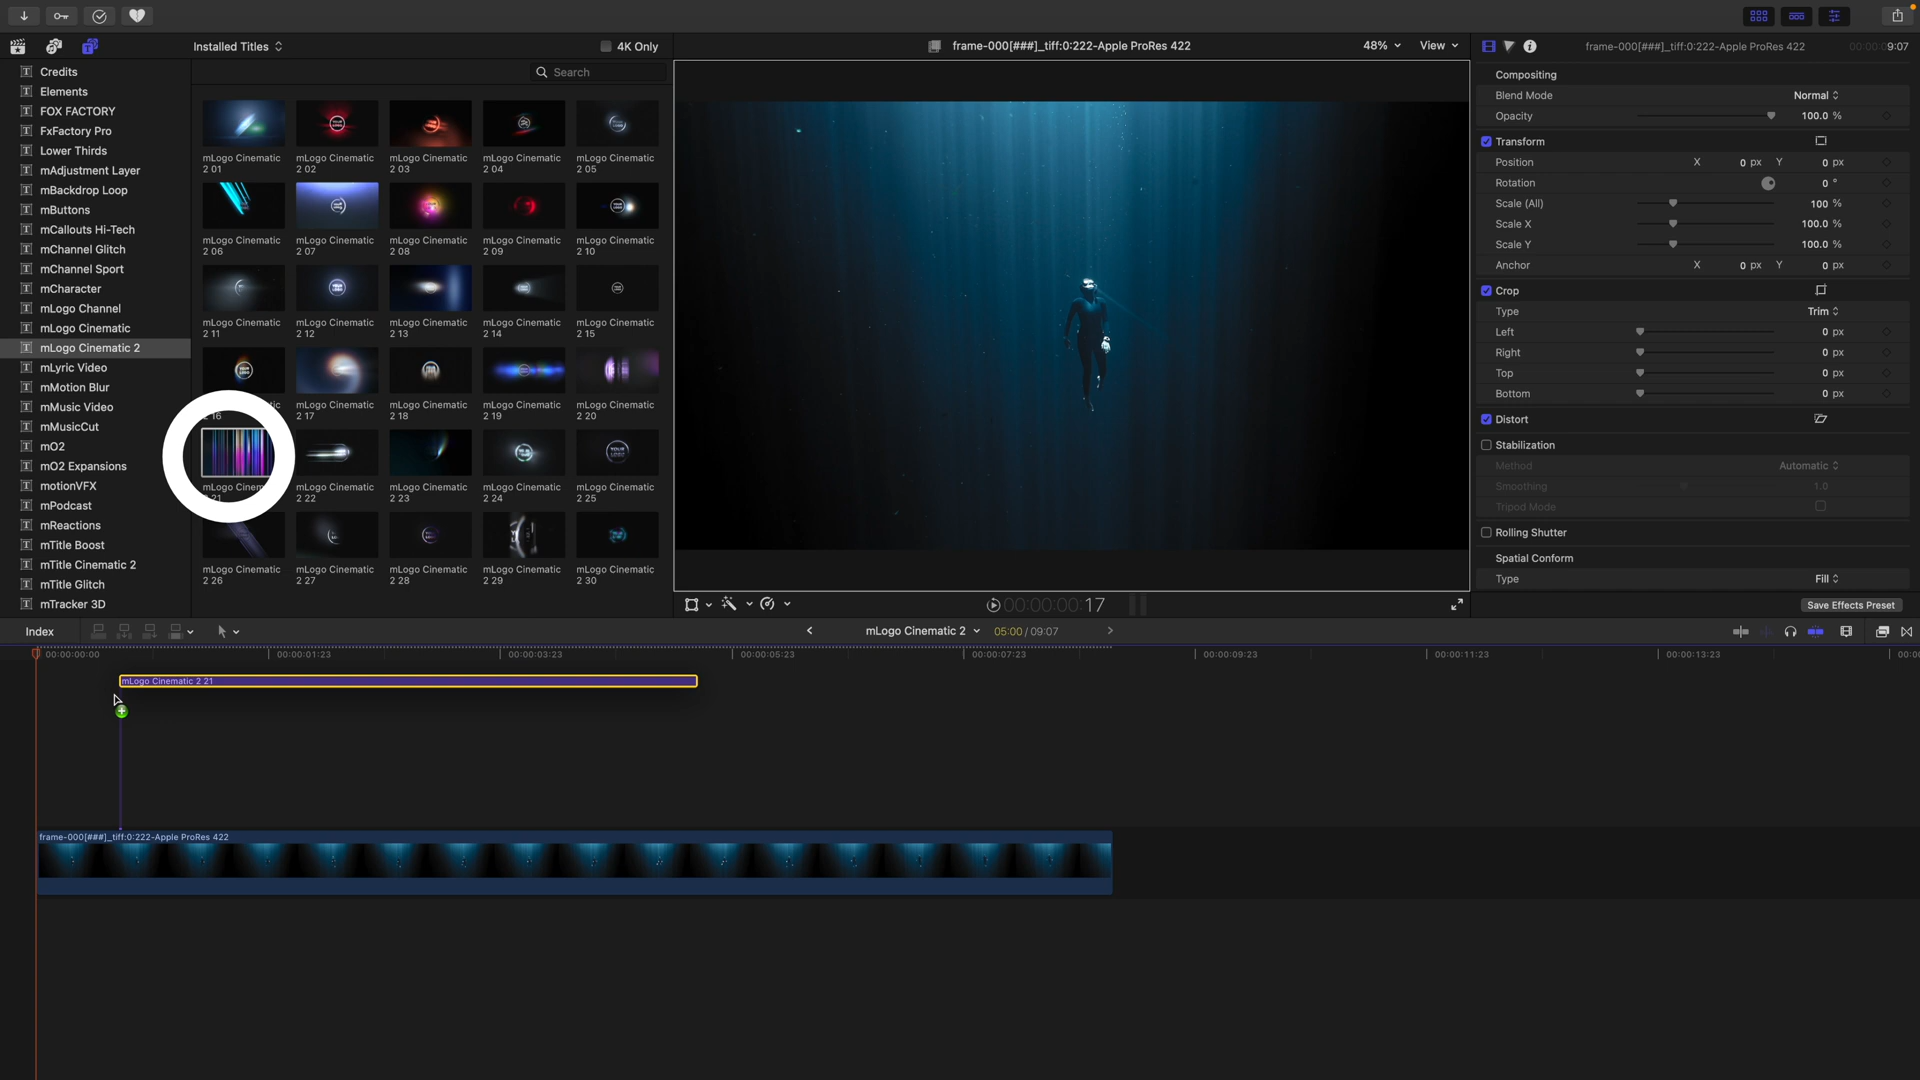 Installed Titles
4K Only
frame-000[###]_tiff:0:222-Apple ProRes 422
48%
View
frame-000[###]_tiff:0:222-Apple ProRes 422
9:07
Search
Credits
Elements
FOX FACTORY
FxFactory Pro
Lower Thirds
mAdjustment Layer
mBackdrop Loop
mButtons
mCallouts Hi-Tech
mChannel Glitch
mChannel Sport
mCharacter
mLogo Channel
mLogo Cinematic
mLogo Cinematic 2
mLyric Video
mMotion Blur
mMusic Video
mMusicCut
mO2
mO2 Expansions
motionVFX
mPodcast
mReactions
mTitle Boost
mTitle Cinematic 2
mTitle Glitch
mTracker 3D
mLogo Cinematic
2 01
mLogo Cinematic
2 02
mLogo Cinematic
2 03
mLogo Cinematic
2 04
mLogo Cinematic
2 05
mLogo Cinematic
2 06
mLogo Cinematic
2 07
mLogo Cinematic
2 08
mLogo Cinematic
2 09
mLogo Cinematic
2 10
mLogo Cinematic
2 11
mLogo Cinematic
2 12
mLogo Cinematic
2 13
mLogo Cinematic
2 14
mLogo Cinematic
2 15
2 16
mLogo Cinematic
2 17
mLogo Cinematic
2 18
mLogo Cinematic
2 19
mLogo Cinematic
2 20
mLogo Cinem
21
mLogo Cinematic
2 22
mLogo Cinematic
2 23
mLogo Cinematic
2 24
mLogo Cinematic
2 25
mLogo Cinematic
2 26
mLogo Cinematic
2 27
mLogo Cinematic
2 28
mLogo Cinematic
2 29
mLogo Cinematic
2 30
00:00:00:17
Compositing
Blend Mode Normal
Opacity 100.0 %
Transform
Position X 0 px Y 0 px
Rotation 0 °
Scale (All) 100 %
Scale X 100.0 %
Scale Y 100.0 %
Anchor X 0 px Y 0 px
Crop
Type Trim
Left 0 px
Right 0 px
Top 0 px
Bottom 0 px
Distort
Stabilization
Method Automatic
Smoothing 1.0
Tripod Mode
Rolling Shutter
Spatial Conform
Type Fill
Save Effects Preset
Index
mLogo Cinematic 2
05:00 / 09:07
00:00:00:00
00:00:01:23
00:00:03:23
00:00:05:23
00:00:07:23
00:00:09:23
00:00:11:23
00:00:13:23
00:00
mLogo Cinematic 2 21
frame-000[###]_tiff:0:222-Apple ProRes 422